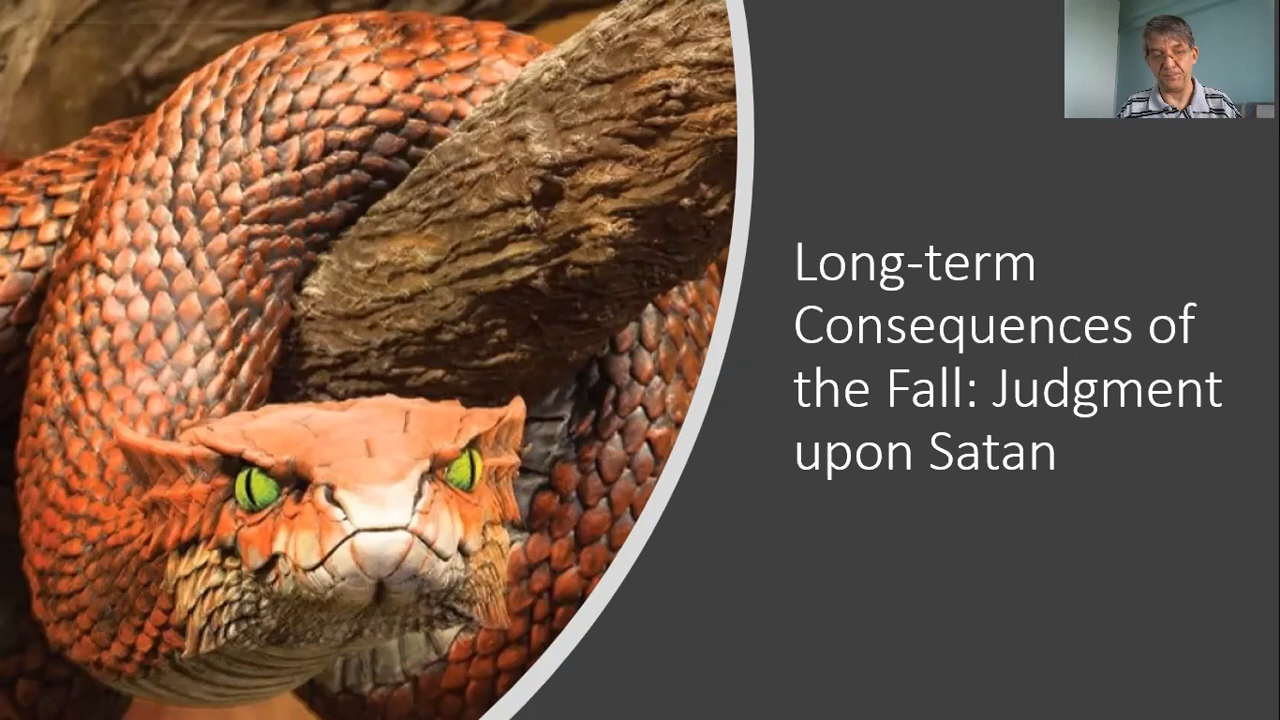 Long-term
Consequences of
the Fall: Judgment
upon Satan